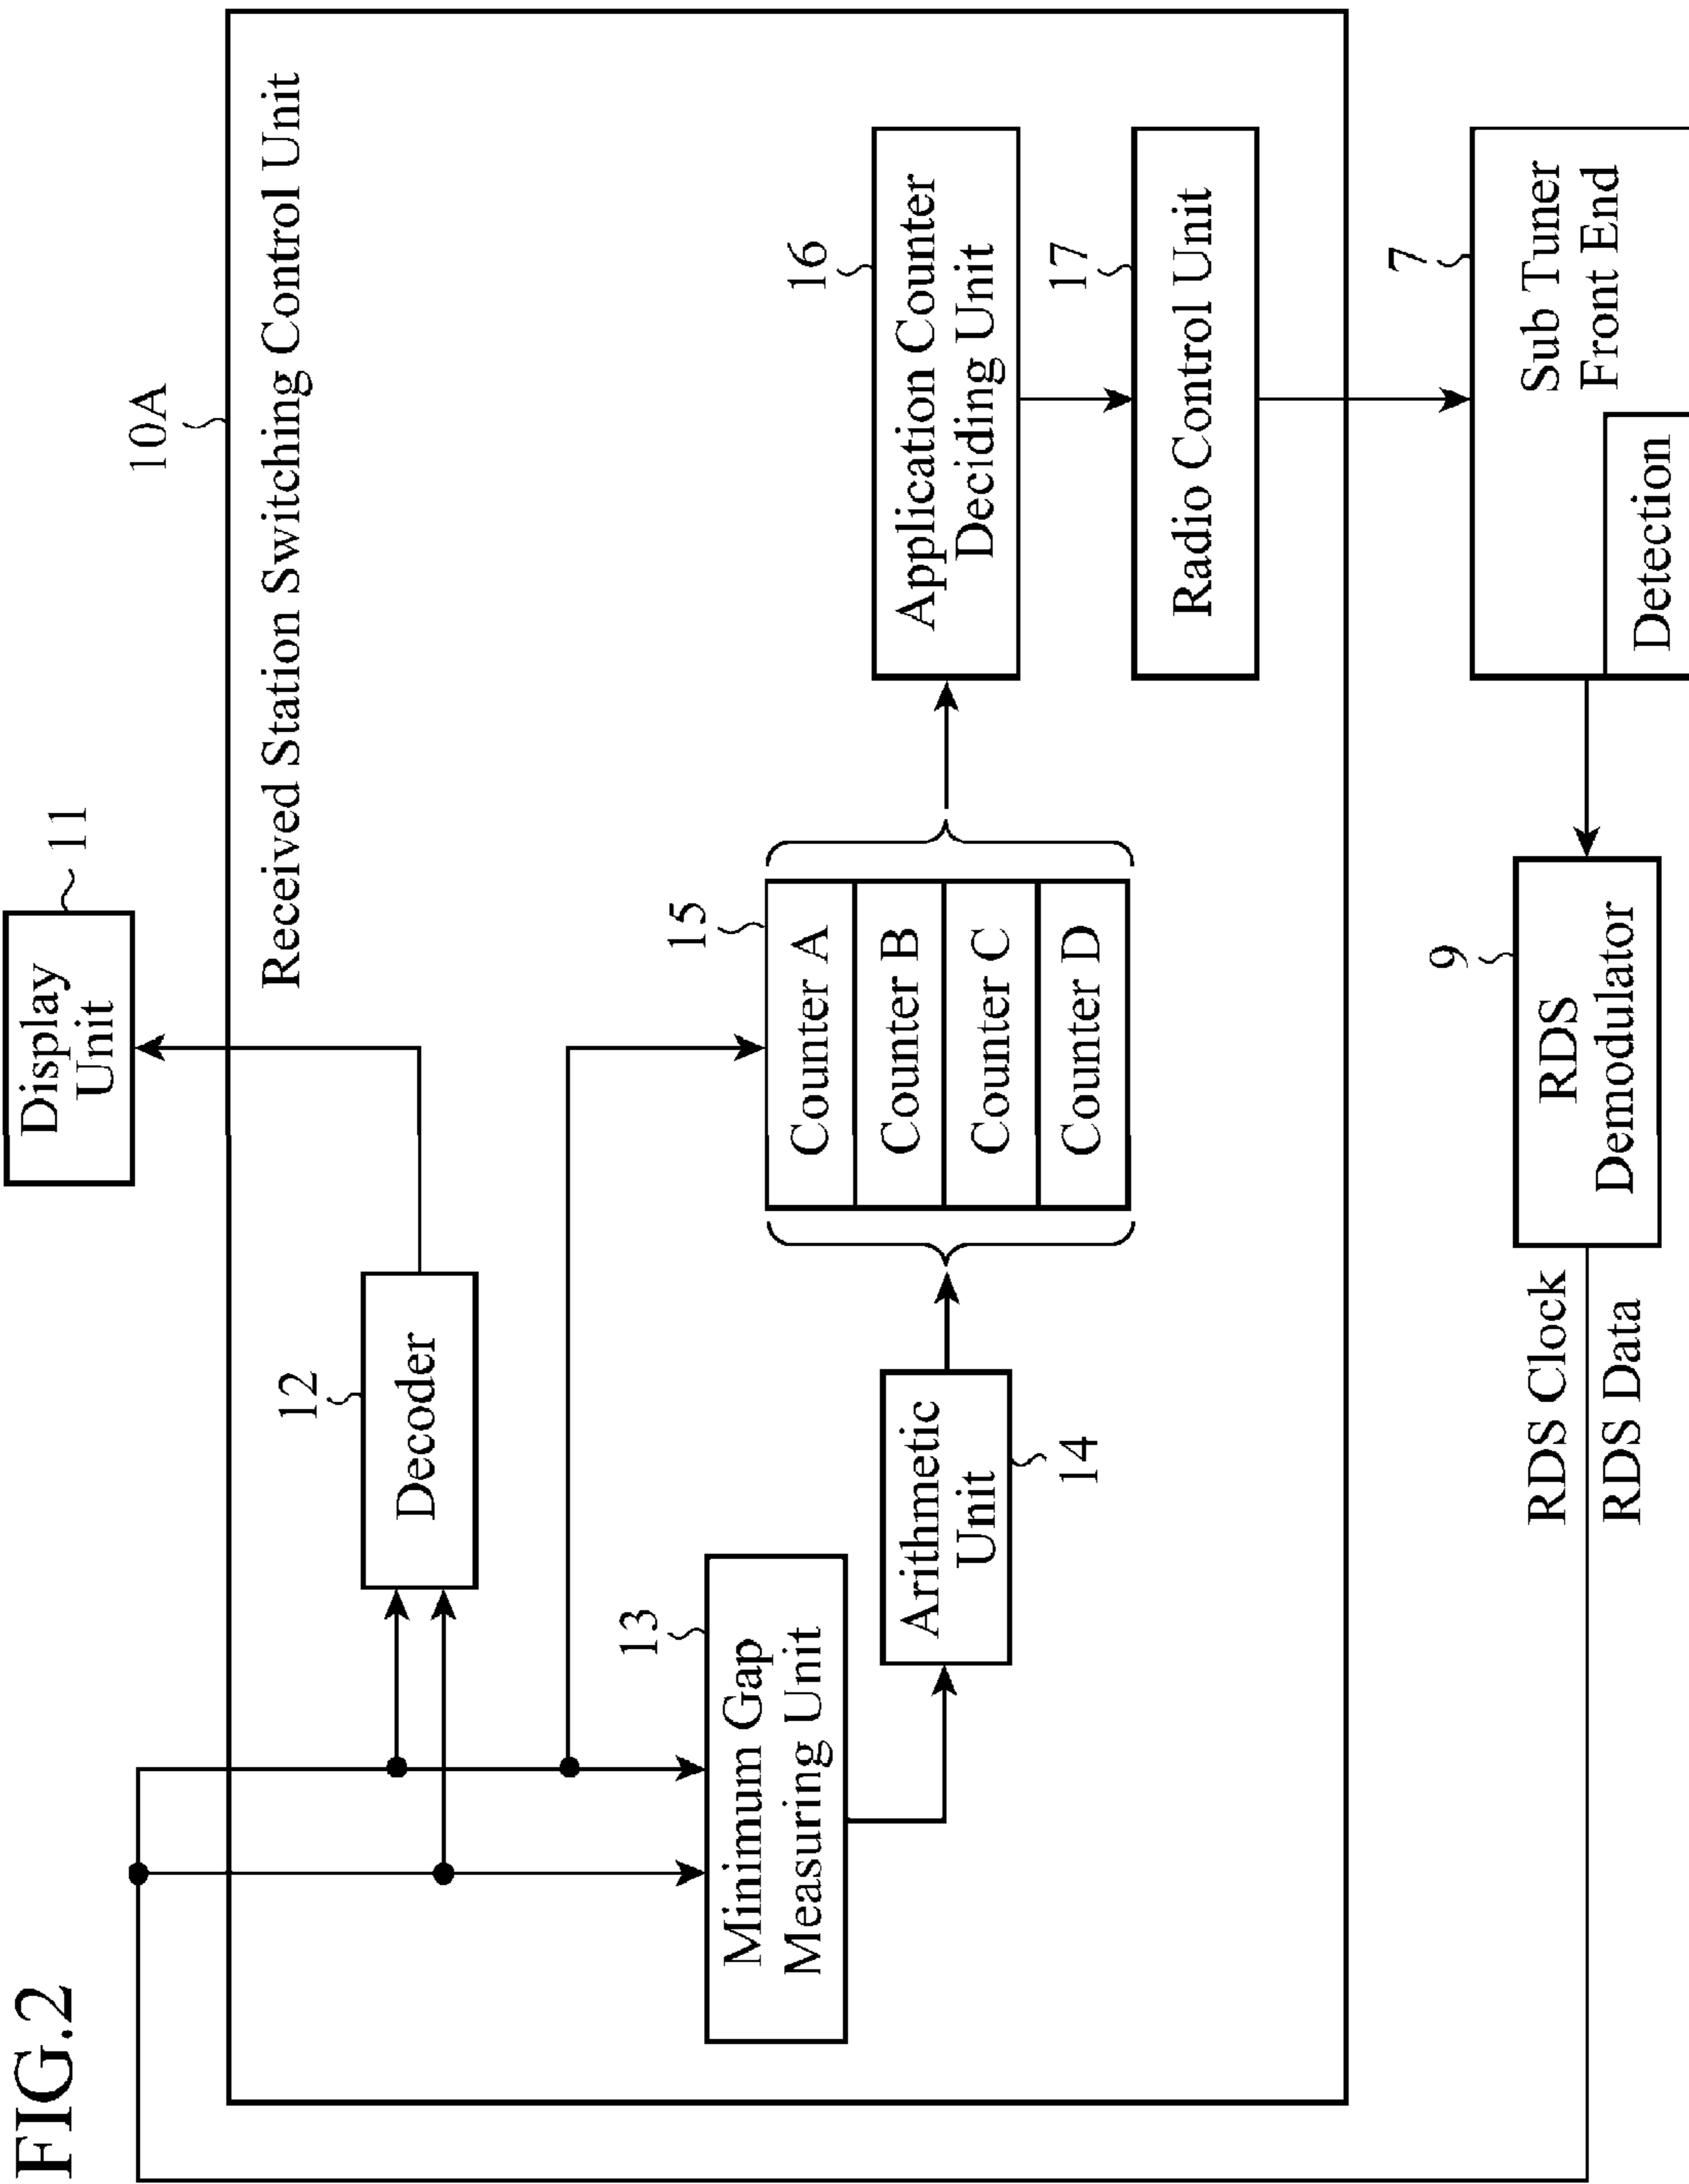 FIG.2
Display
Unit
11
10A
Received Station Switching Control Unit
12
Decoder
13
Minimum Gap
Measuring Unit
Arithmetic
Unit
14
15
Counter A
Counter B
Counter C
Counter D
16
Application Counter
Deciding Unit
17
Radio Control Unit
RDS Clock
RDS Data
9
RDS
Demodulator
7
Sub Tuner
Front End
Detection